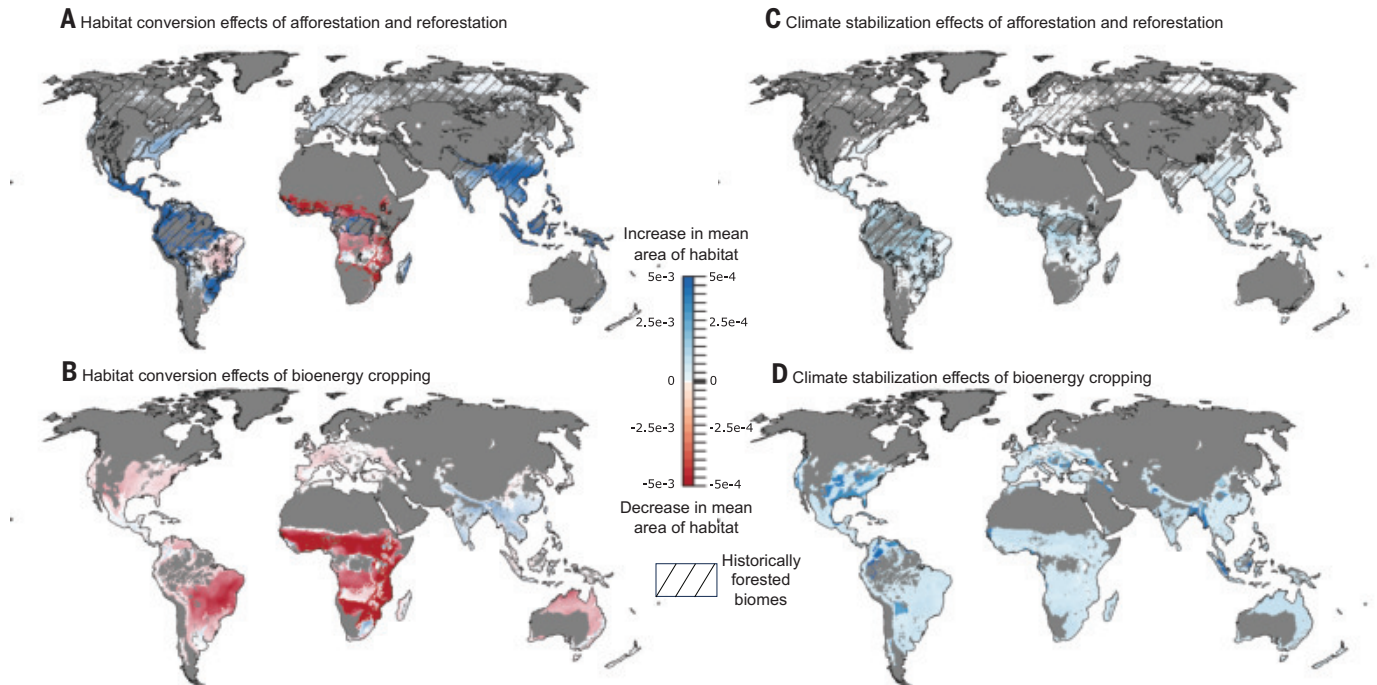 A Habitat conversion effects of afforestation and reforestation
C Climate stabilization effects of afforestation and reforestation
Increase in mean
area of habitat
5e-3 5e-4
2.5e-3 2.5e-4
0 0
-2.5e-3 -2.5e-4
-5e-3 -5e-4
Decrease in mean
area of habitat
Historically
forested
biomes
B Habitat conversion effects of bioenergy cropping
D Climate stabilization effects of bioenergy cropping